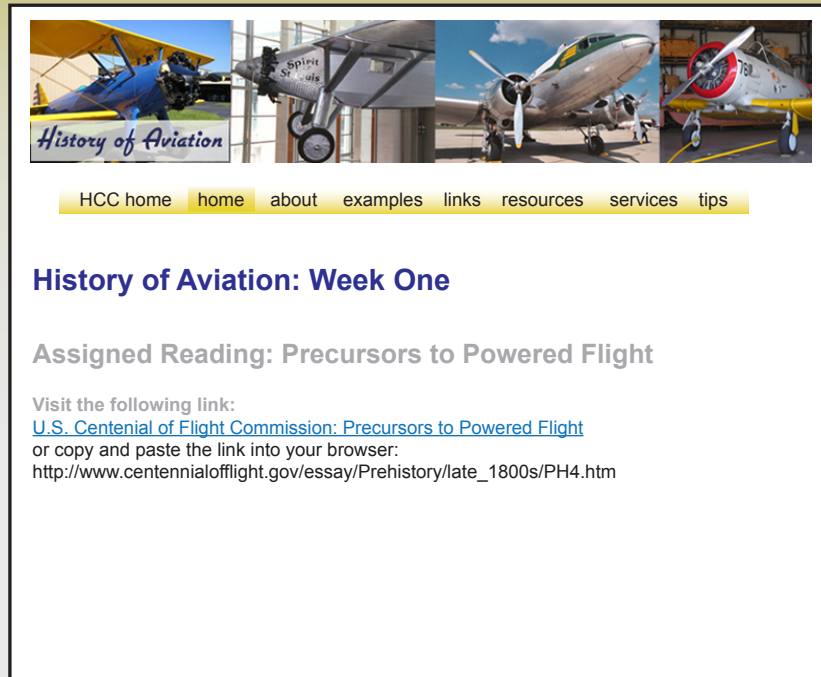 Spirit
of
St. Louis
76
History of Aviation
HCC home home about examples links resources services tips
History of Aviation: Week One
Assigned Reading: Precursors to Powered Flight
Visit the following link:
U.S. Centenial of Flight Commission: Precursors to Powered Flight
or copy and paste the link into your browser:
http://www.centennialofflight.gov/essay/Prehistory/late_1800s/PH4.htm